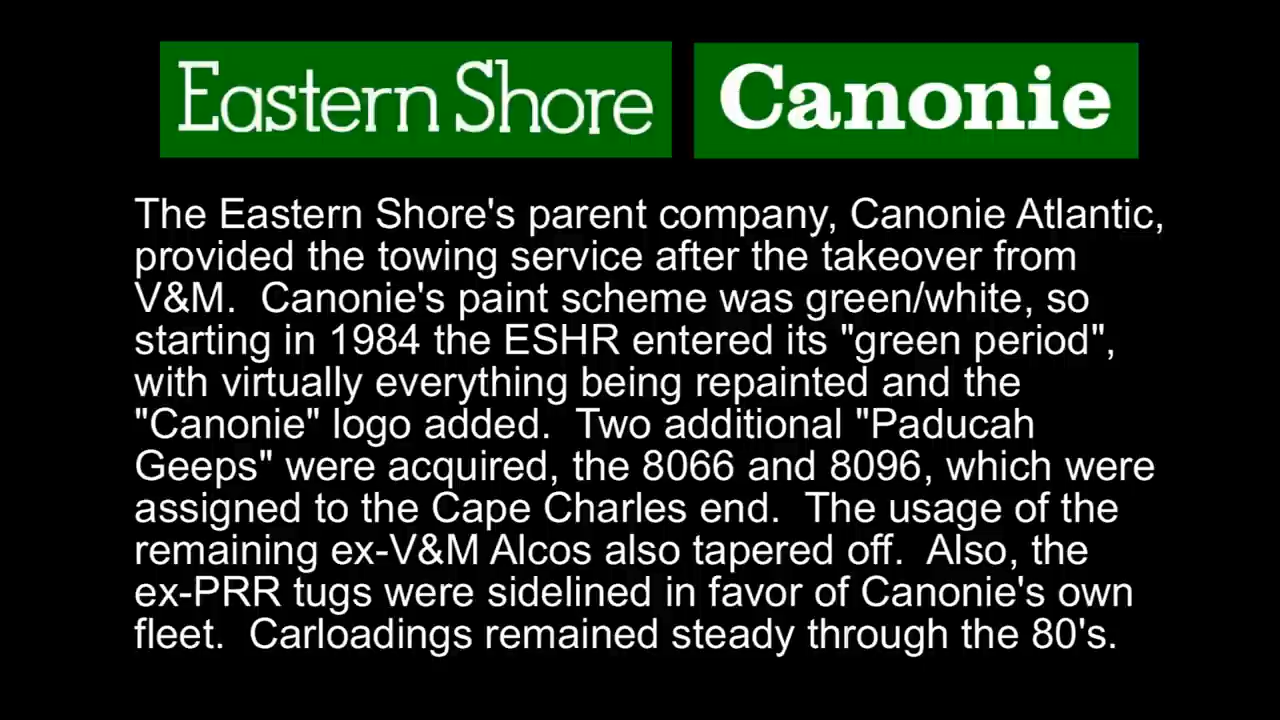 Eastern Shore Canonie
The Eastern Shore's parent company, Canonie Atlantic,
provided the towing service after the takeover from
V&M.  Canonie's paint scheme was green/white, so
starting in 1984 the ESHR entered its "green period",
with virtually everything being repainted and the
"Canonie" logo added.  Two additional "Paducah
Geeps" were acquired, the 8066 and 8096, which were
assigned to the Cape Charles end.  The usage of the
remaining ex-V&M Alcos also tapered off.  Also, the
ex-PRR tugs were sidelined in favor of Canonie's own
fleet.  Carloadings remained steady through the 80's.